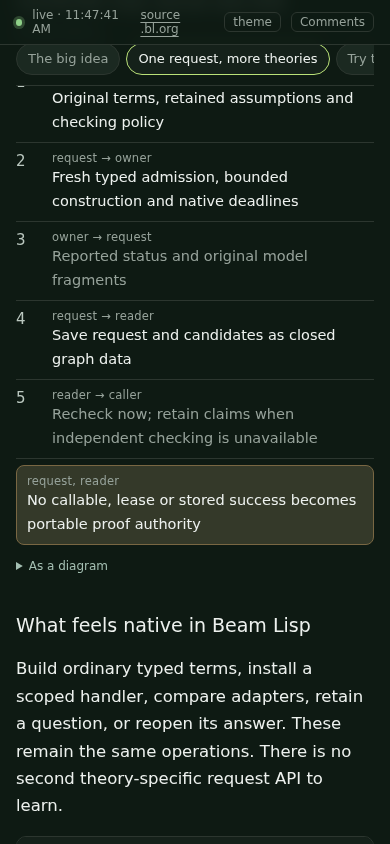 live · 11:47:41
AM
source
.bl.org
theme
Comments
The big idea
One request, more theories
Try t
Original terms, retained assumptions and
checking policy
2
request → owner
Fresh typed admission, bounded
construction and native deadlines
3
owner → request
Reported status and original model
fragments
4
request → reader
Save request and candidates as closed
graph data
5
reader → caller
Recheck now; retain claims when
independent checking is unavailable
request, reader
No callable, lease or stored success becomes
portable proof authority
▶ As a diagram
What feels native in Beam Lisp
Build ordinary typed terms, install a
scoped handler, compare adapters, retain
a question, or reopen its answer. These
remain the same operations. There is no
second theory-specific request API to
learn.